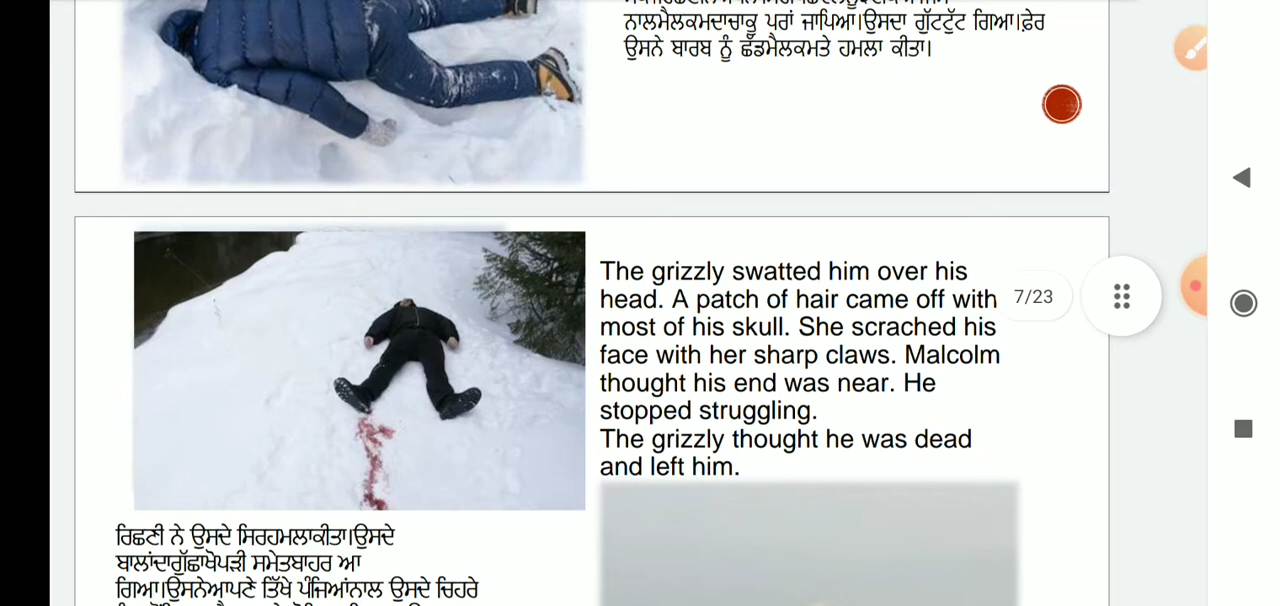 ਨਾਲਮੈਲਕਮਦਾਚਾਕੂ ਪਰਾਂ ਜਾਪਿਆ।ਉਸਦਾ ਗੁੱਟਟੁੱਟ ਗਿਆ।ਫ਼ੇਰ
ਉਸਨੇ ਬਾਰਬ ਨੂੰ ਛੱਡਮੈਲਕਮਤੇ ਹਮਲਾ ਕੀਤਾ।
The grizzly swatted him over his
head. A patch of hair came off with
most of his skull. She scrached his
face with her sharp claws. Malcolm
thought his end was near. He
stopped struggling.
The grizzly thought he was dead
and left him.
7/23
ਰਿਛਣੀ ਨੇ ਉਸਦੇ ਸਿਰਹਮਲਾਕੀਤਾ।ਉਸਦੇ
ਬਾਲਾਂਦਾਗੁੱਛਾਖੋਪੜੀ ਸਮੇਤਬਾਹਰ ਆ
ਗਿਆ।ਉਸਨੇਆਪਣੇ ਤਿੱਖੇ ਪੰਜਿਆਂਨਾਲ ਉਸਦੇ ਚਿਹਰੇ